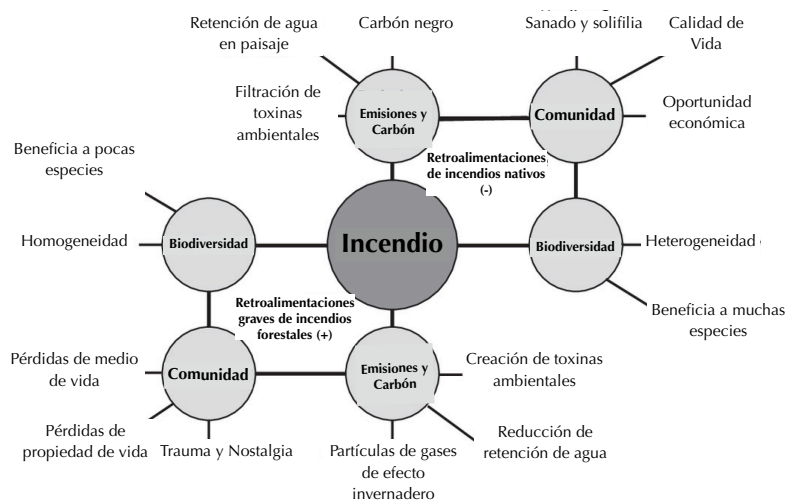 Retención de agua
en paisaje
Carbón negro
Sanado y solifilia
Calidad de
Vida
Filtración de
toxinas
ambientales
Emisiones y
Carbón
Comunidad
Oportunidad
económica
Retroalimentaciones
de incendios nativos
(-)
Beneficia a pocas
especies
Homogeneidad
Biodiversidad
Incendio
Biodiversidad
Heterogeneidad
Beneficia a muchas
especies
Retroalimentaciones
graves de incendios
forestales (+)
Pérdidas de medio
de vida
Comunidad
Emisiones y
Carbón
Creación de toxinas
ambientales
Pérdidas de
propiedad de vida
Trauma y Nostalgia
Partículas de gases
de efecto
invernadero
Reducción de
retención de agua